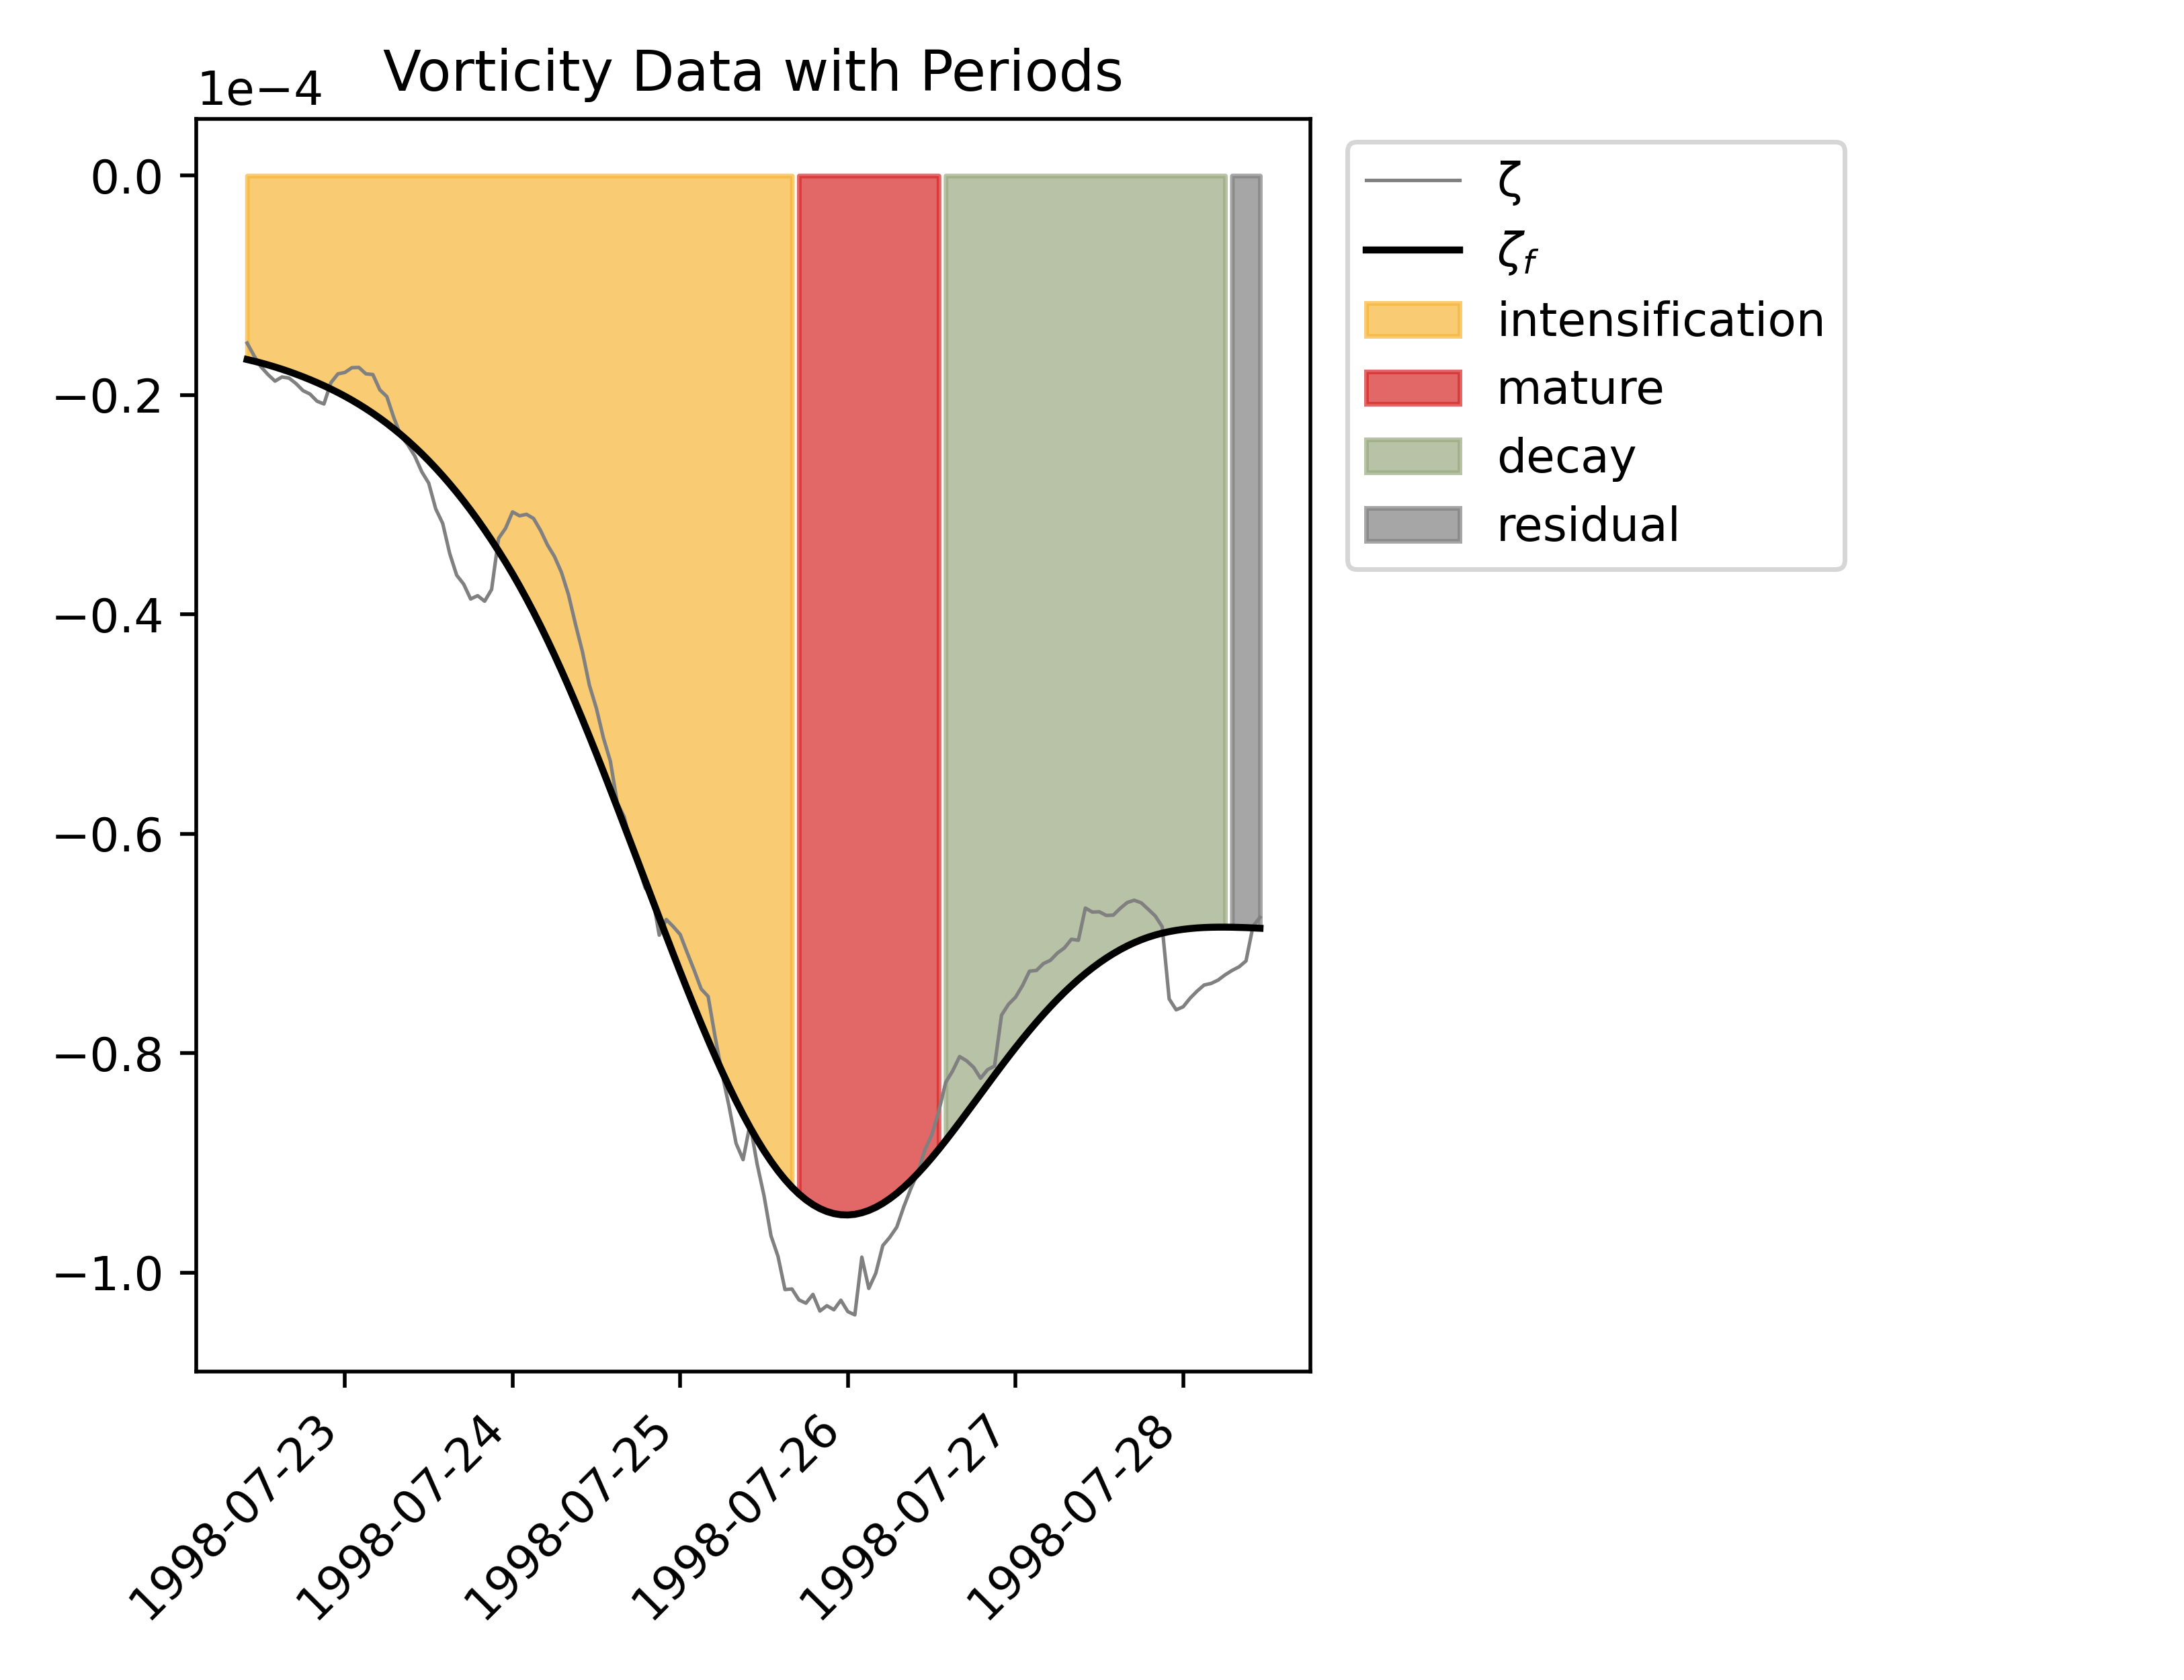 Vorticity Data with Periods
1e−4
0.0
−0.2
−0.4
−0.6
−0.8
−1.0
1998-07-23
1998-07-24
1998-07-25
1998-07-26
1998-07-27
1998-07-28
ζ
ζf
intensification
mature
decay
residual